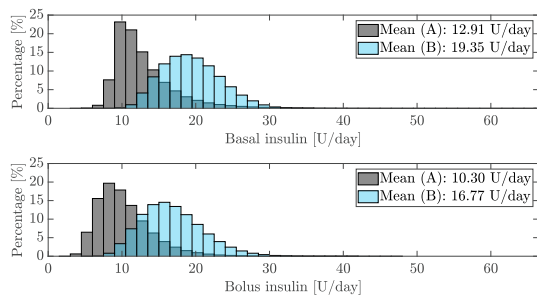 25
20
15
10
5
0
Percentage [%]
Mean (A): 12.91 U/day
Mean (B): 19.35 U/day
0 10 20 30 40 50 60
Basal insulin [U/day]
25
20
15
10
5
0
Percentage [%]
Mean (A): 10.30 U/day
Mean (B): 16.77 U/day
0 10 20 30 40 50 60
Bolus insulin [U/day]